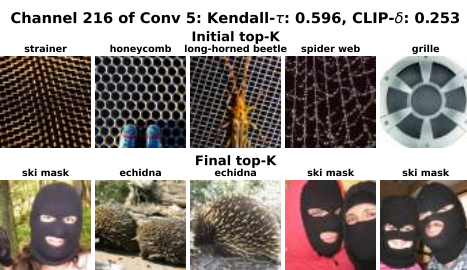 Channel 216 of Conv 5: Kendall-τ: 0.596, CLIP-δ: 0.253
Initial top-K
strainer honeycomb long-horned beetle spider web grille
Final top-K
ski mask echidna echidna ski mask ski mask